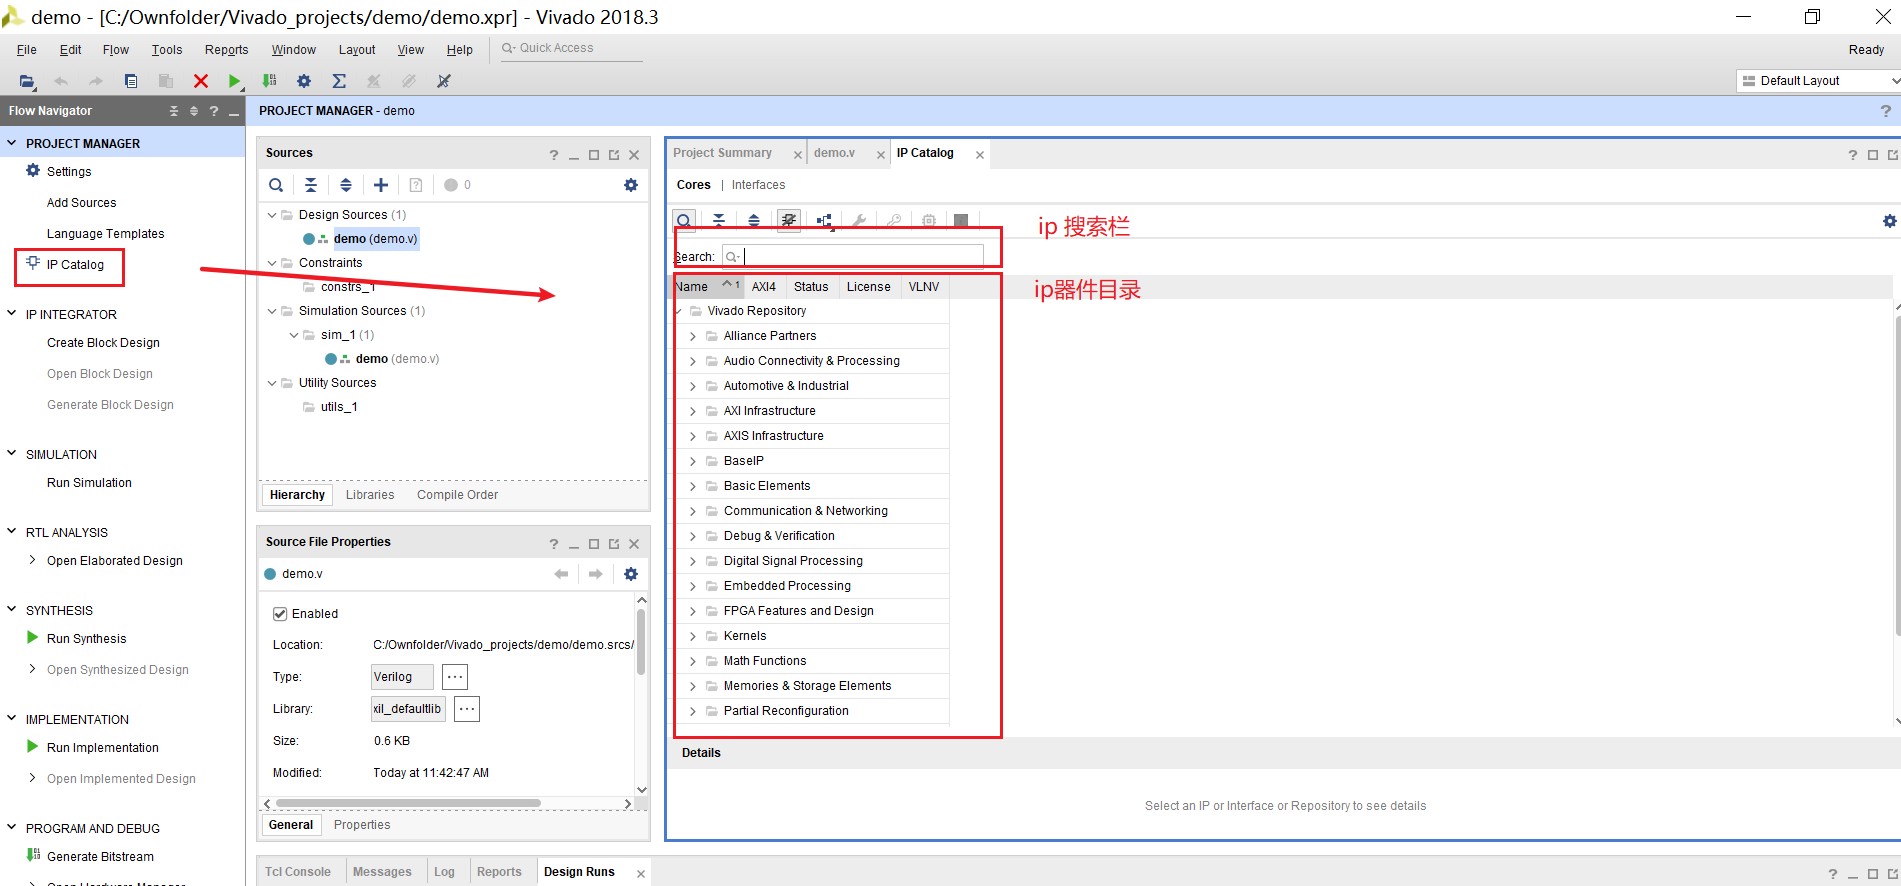 demo - [C:/Ownfolder/Vivado_projects/demo/demo.xpr] - Vivado 2018.3
File Edit Flow Tools Reports Window Layout View Help Quick Access
Ready
Default Layout
Flow Navigator
PROJECT MANAGER
Settings
Add Sources
Language Templates
IP Catalog
IP INTEGRATOR
Create Block Design
Open Block Design
Generate Block Design
SIMULATION
Run Simulation
RTL ANALYSIS
Open Elaborated Design
SYNTHESIS
Run Synthesis
Open Synthesized Design
IMPLEMENTATION
Run Implementation
Open Implemented Design
PROGRAM AND DEBUG
Generate Bitstream
Open Hardware Manager
PROJECT MANAGER - demo
Sources
0
Design Sources (1)
demo (demo.v)
Constraints
constrs_1
Simulation Sources (1)
sim_1 (1)
demo (demo.v)
Utility Sources
utils_1
Hierarchy Libraries Compile Order
Source File Properties
demo.v
Enabled
Location: C:/Ownfolder/Vivado_projects/demo/demo.srcs/
Type: Verilog ...
Library: xil_defaultlib ...
Size: 0.6 KB
Modified: Today at 11:42:47 AM
General Properties
Project Summary demo.v IP Catalog
Cores | Interfaces
ip 搜索栏
Search:
ip器件目录
Name 1 AXI4 Status License VLNV
Vivado Repository
Alliance Partners
Audio Connectivity & Processing
Automotive & Industrial
AXI Infrastructure
AXIS Infrastructure
BaseIP
Basic Elements
Communication & Networking
Debug & Verification
Digital Signal Processing
Embedded Processing
FPGA Features and Design
Kernels
Math Functions
Memories & Storage Elements
Partial Reconfiguration
Details
Select an IP or Interface or Repository to see details
Tcl Console Messages Log Reports Design Runs